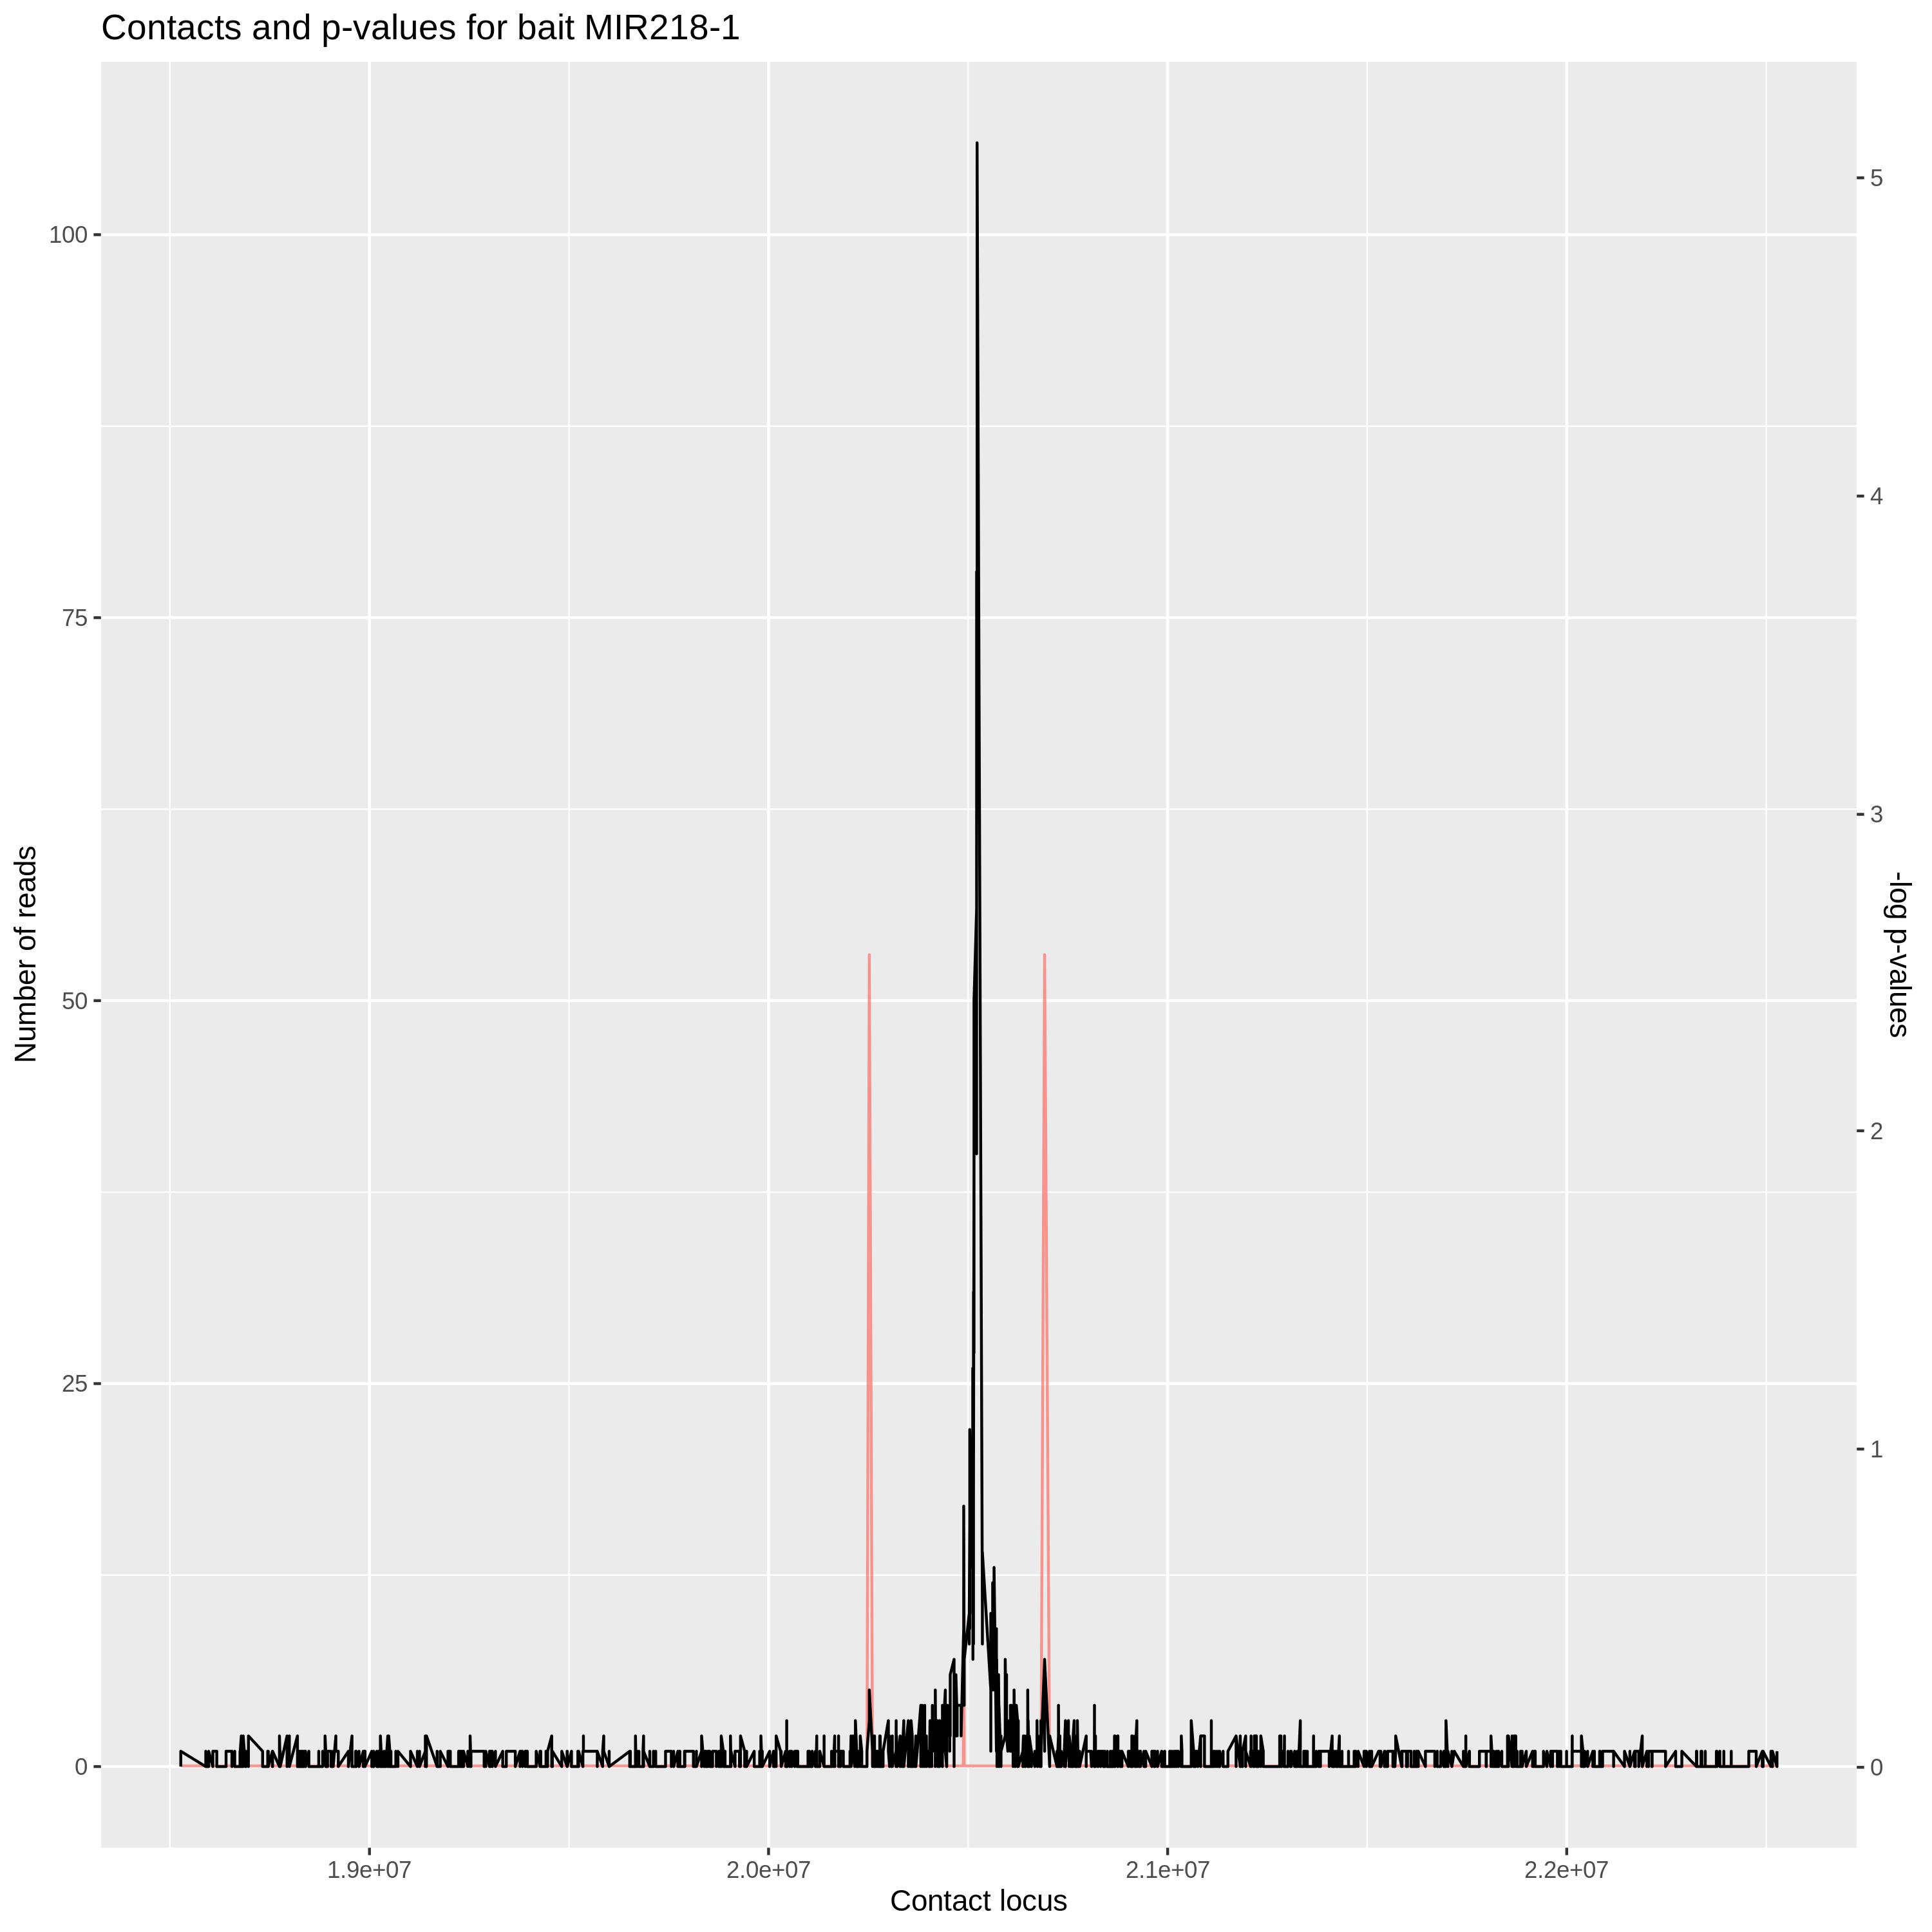 Contacts and p-values for bait MIR218-1
Number of reads
100
75
50
25
0
5
4
3
2
1
0
-log p-values
1.9e+07
2.0e+07
2.1e+07
2.2e+07
Contact locus